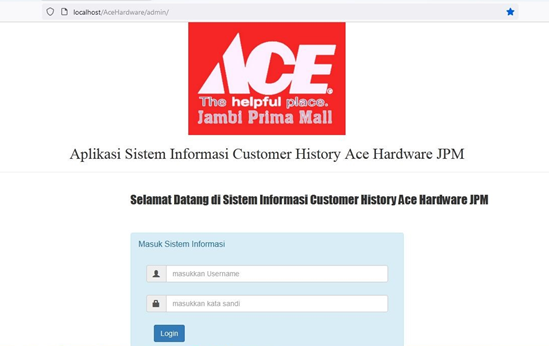 localhost/AceHardware/admin/
ACE
The helpful place.
Jambi Prima Mall
Aplikasi Sistem Informasi Customer History Ace Hardware JPM
Selamat Datang di Sistem Informasi Customer History Ace Hardware JPM
Masuk Sistem Informasi
masukkan Username
masukkan kata sandi
Login